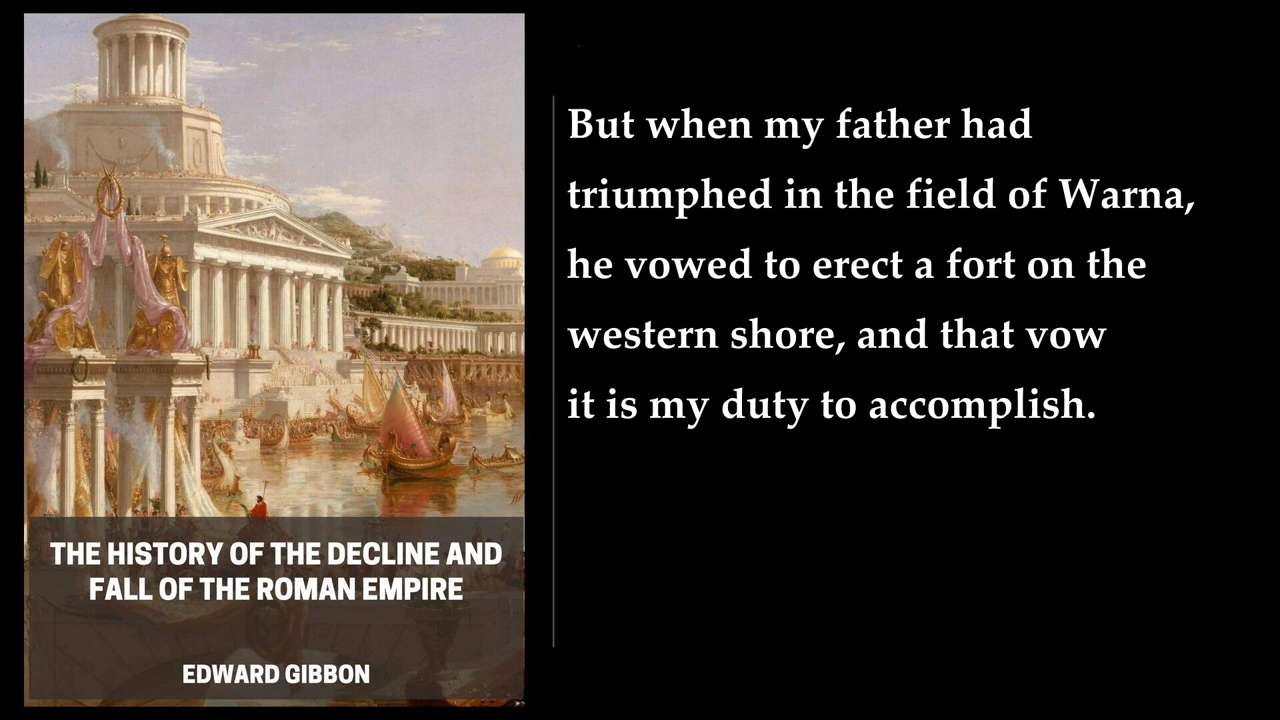 THE HISTORY OF THE DECLINE AND
FALL OF THE ROMAN EMPIRE
EDWARD GIBBON
But when my father had
triumphed in the field of Warna,
he vowed to erect a fort on the
western shore, and that vow
it is my duty to accomplish.